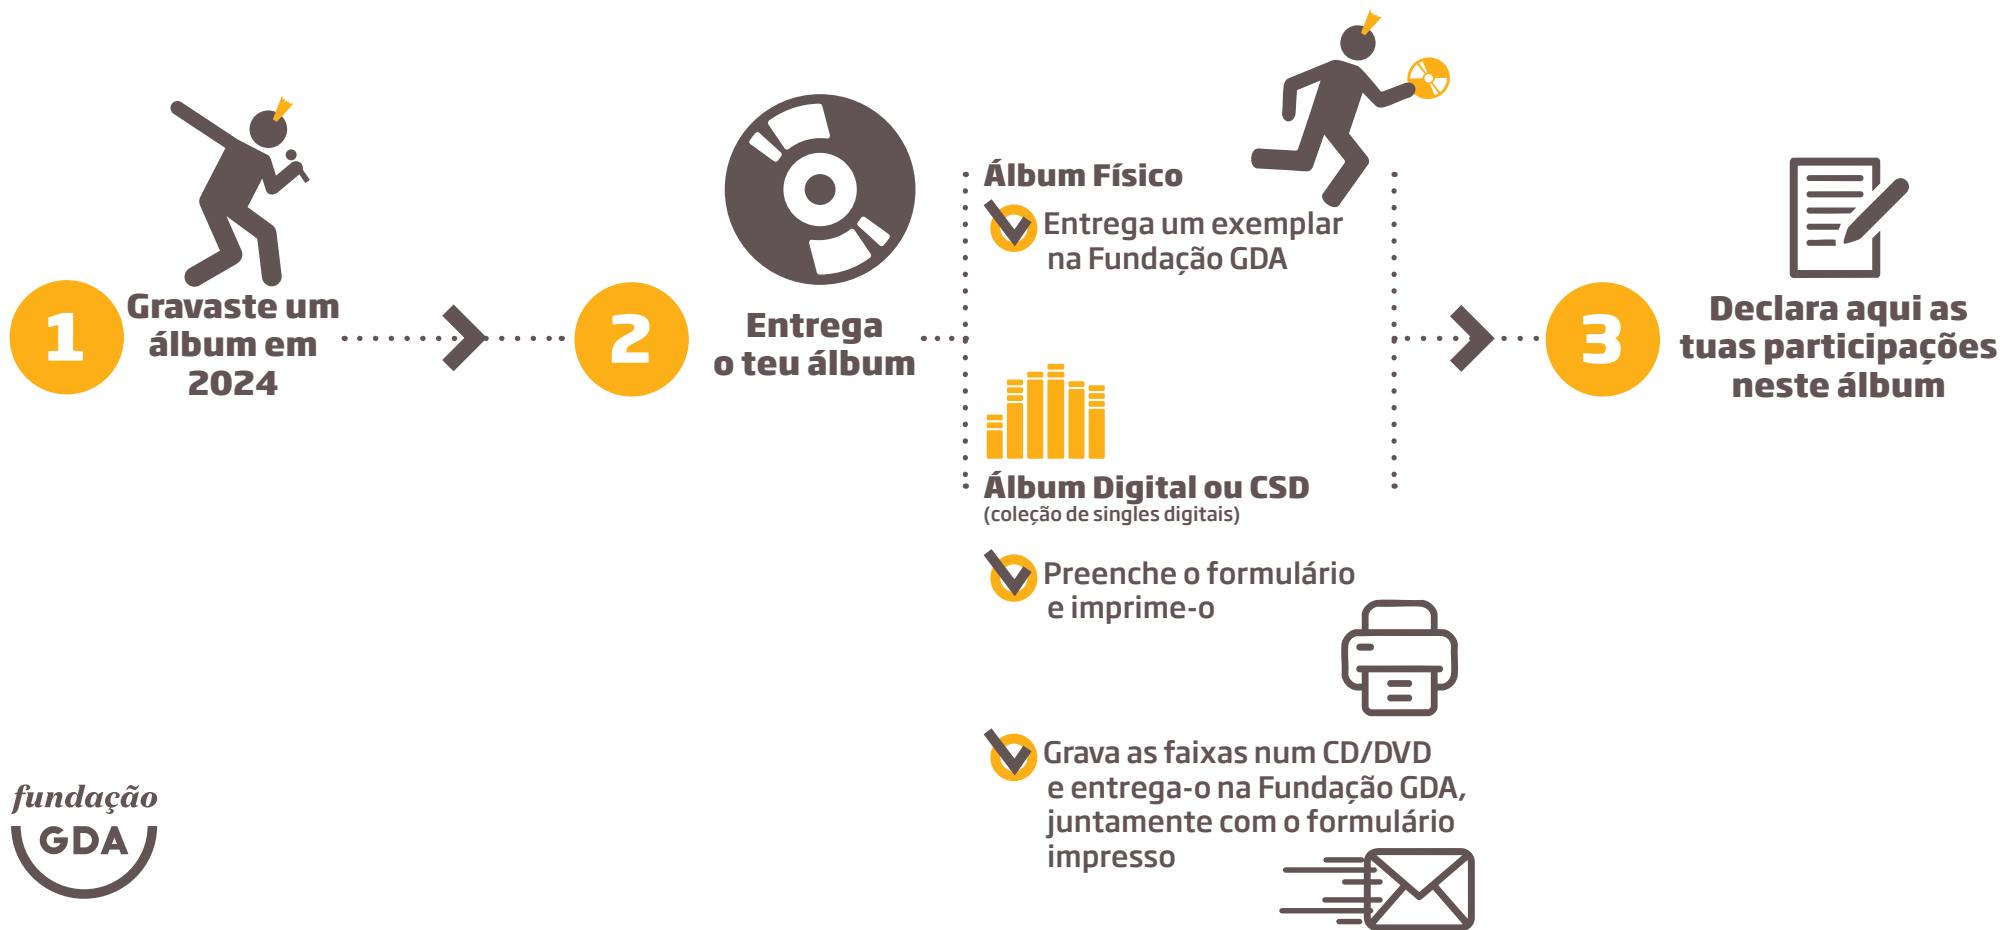 1
Gravaste um
álbum em
2024
2
Entrega
o teu álbum
Álbum Físico
Entrega um exemplar
na Fundação GDA
Álbum Digital ou CSD
(coleção de singles digitais)
Preenche o formulário
e imprime-o
Grava as faixas num CD/DVD
e entrega-o na Fundação GDA,
juntamente com o formulário
impresso
3
Declara aqui as
tuas participações
neste álbum
fundação
GDA